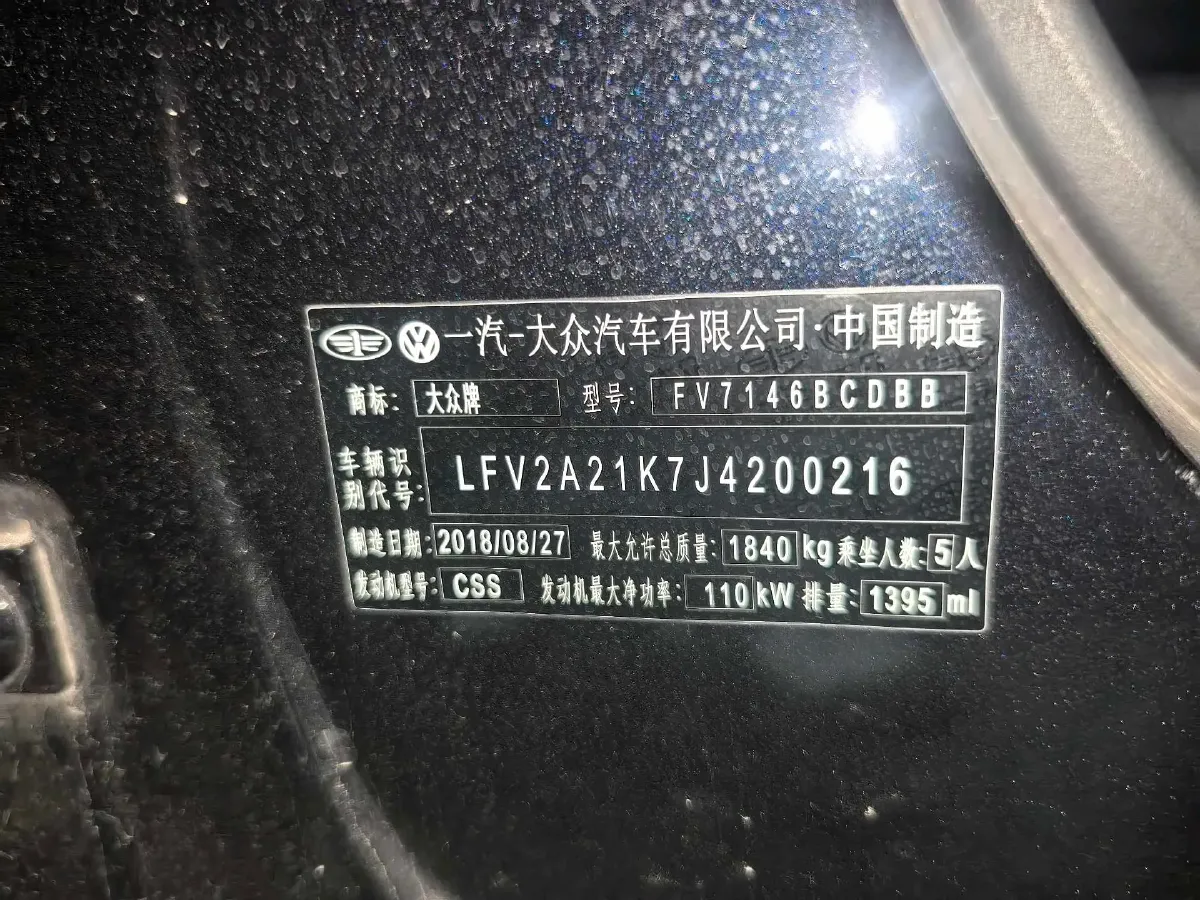 一汽-大众汽车有限公司·中国制造
商标: 大众牌 型号: FV7146BCDBB
车辆识别代号: LFV2A21K7J4200216
制造日期: 2018/08/27 最大允许总质量: 1840 kg 乘坐人数: 5人
发动机型号: CSS 发动机最大净功率: 110 kW 排量: 1395 ml